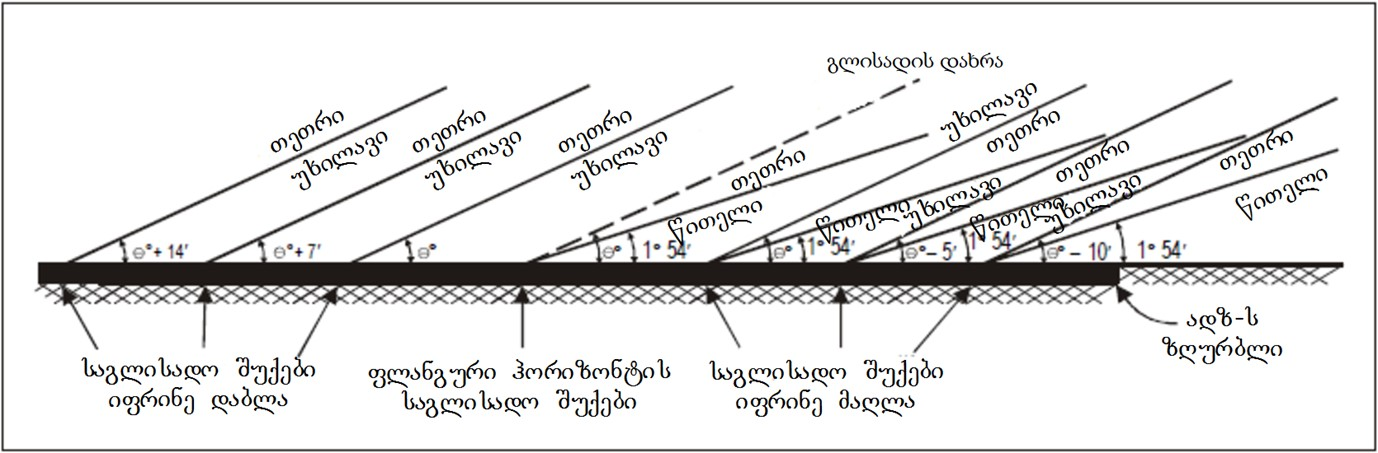 გლისადის დახრა
თეთრი
უხილავი
თეთრი
უხილავი
თეთრი
უხილავი
თეთრი
წითელი
უხილავი
თეთრი
წითელი
უხილავი
თეთრი
წითელი
უხილავი
თეთრი
წითელი
Ɵ°+ 14′
Ɵ°+ 7′
Ɵ°
Ɵ°
1° 54′
Ɵ°
1° 54′
Ɵ°– 5′
1° 54′
Ɵ° – 10′
1° 54′
საგლისადო შუქები
იფრინე დაბლა
ფლანგური ჰორიზონტის
საგლისადო შუქები
საგლისადო შუქები
იფრინე მაღლა
ადზ-ს
ზღურბლი